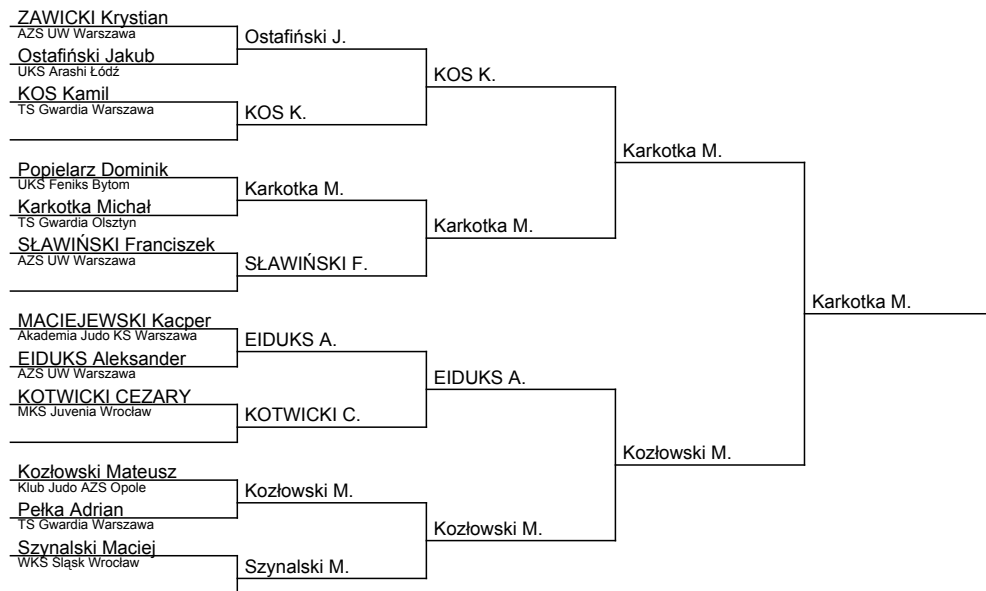 ZAWICKI Krystian
AZS UW Warszawa
Ostafiński J.
Ostafiński Jakub
UKS Arashi Łódź
KOS K.
KOS Kamil
TS Gwardia Warszawa
KOS K.
Karkotka M.
Popielarz Dominik
UKS Feniks Bytom
Karkotka M.
Karkotka Michał
TS Gwardia Olsztyn
Karkotka M.
SŁAWIŃSKI Franciszek
AZS UW Warszawa
SŁAWIŃSKI F.
Karkotka M.
MACIEJEWSKI Kacper
Akademia Judo KS Warszawa
EIDUKS A.
EIDUKS Aleksander
AZS UW Warszawa
EIDUKS A.
KOTWICKI CEZARY
MKS Juvenia Wrocław
KOTWICKI C.
Kozłowski M.
Kozłowski Mateusz
Klub Judo AZS Opole
Kozłowski M.
Pełka Adrian
TS Gwardia Warszawa
Kozłowski M.
Szynalski Maciej
WKS Śląsk Wrocław
Szynalski M.